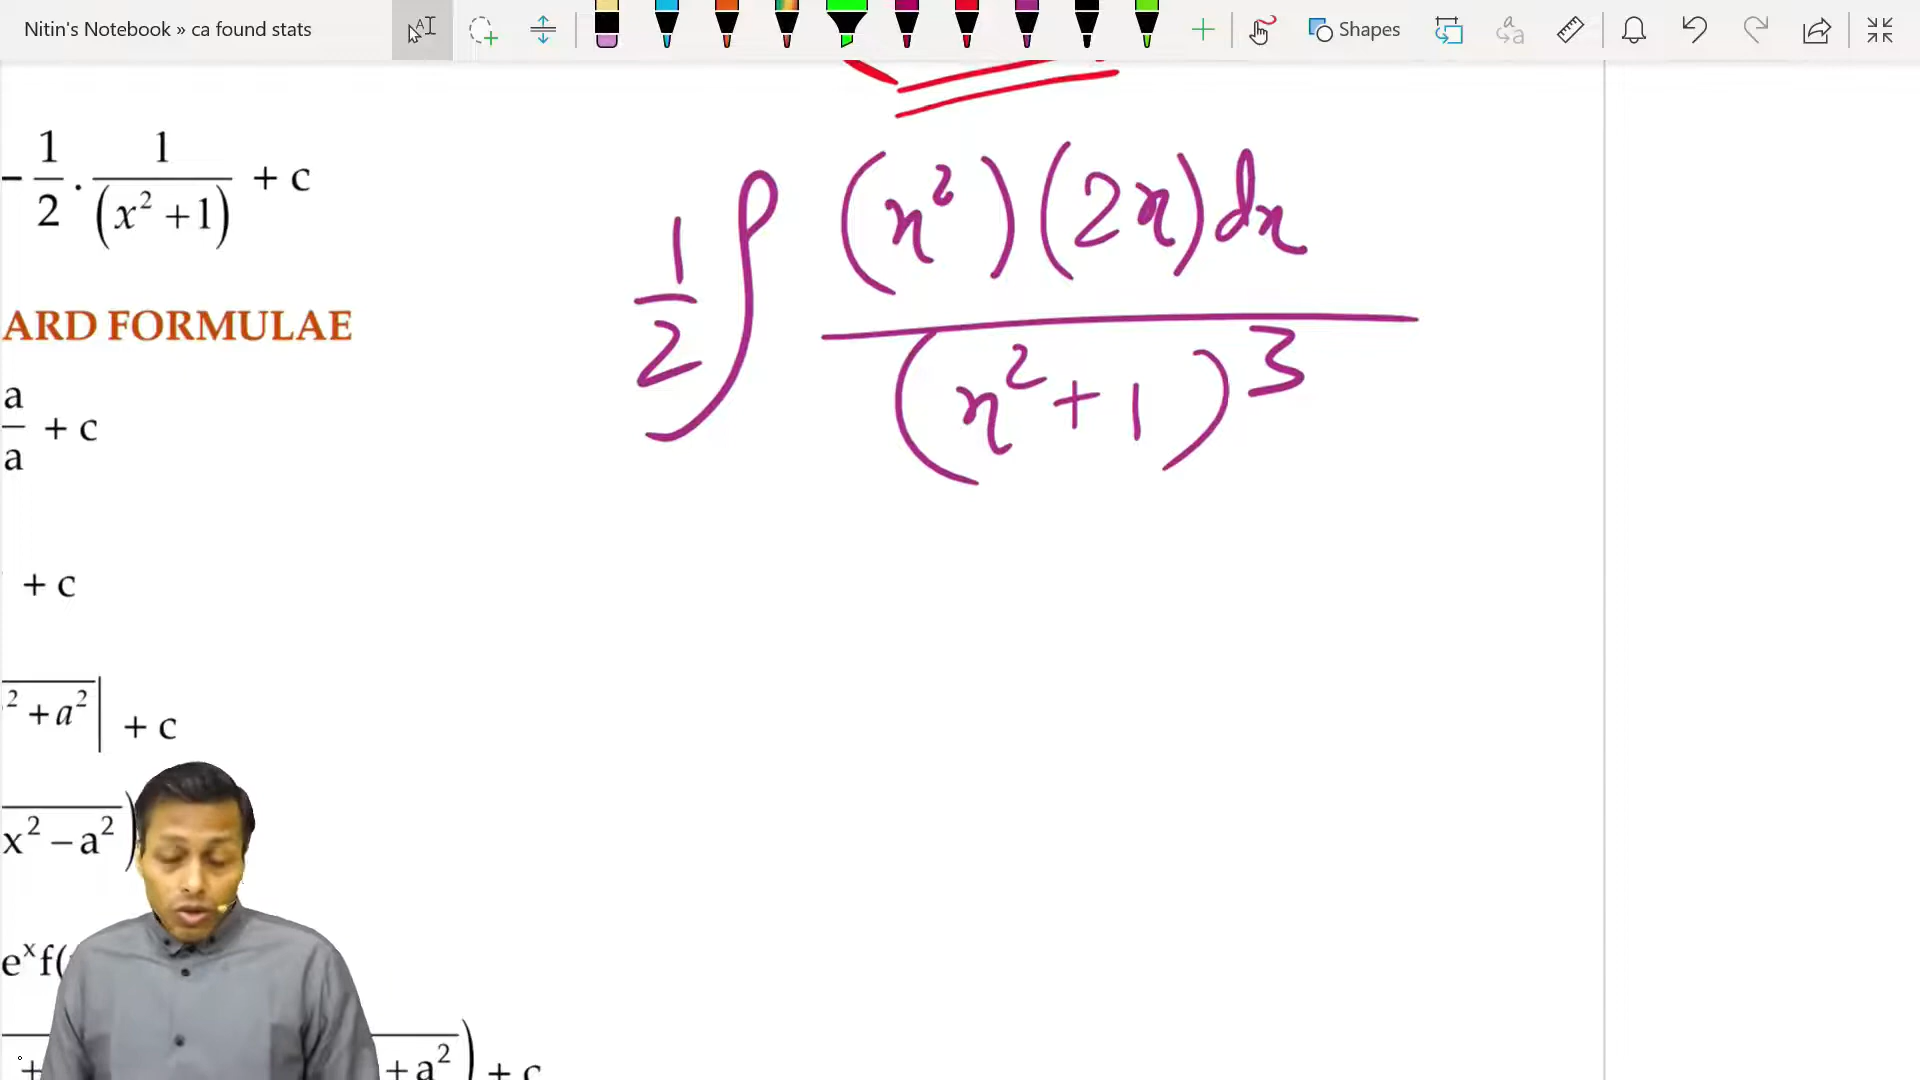 Nitin's Notebook » ca found stats
Shapes
- 1/2 . 1/(x² +1) + c
1/2 ∫ (x²)(2x)dx / (x²+1)³
ARD FORMULAE
a/a + c
+ c
² +a²| + c
x² – a²)
eˣf(
+ + a²) + c